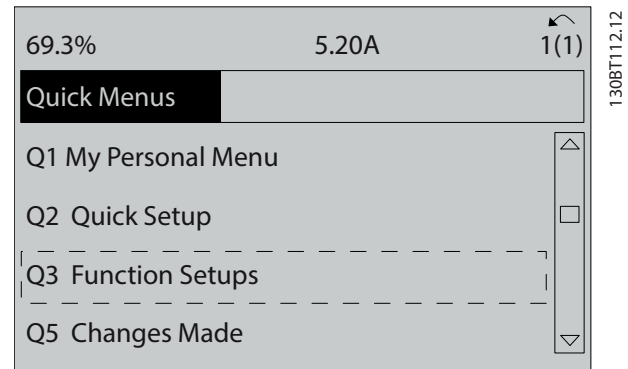 69.3% 5.20A 1(1)
Quick Menus
Q1 My Personal Menu
Q2 Quick Setup
Q3 Function Setups
Q5 Changes Made
130BT112.12